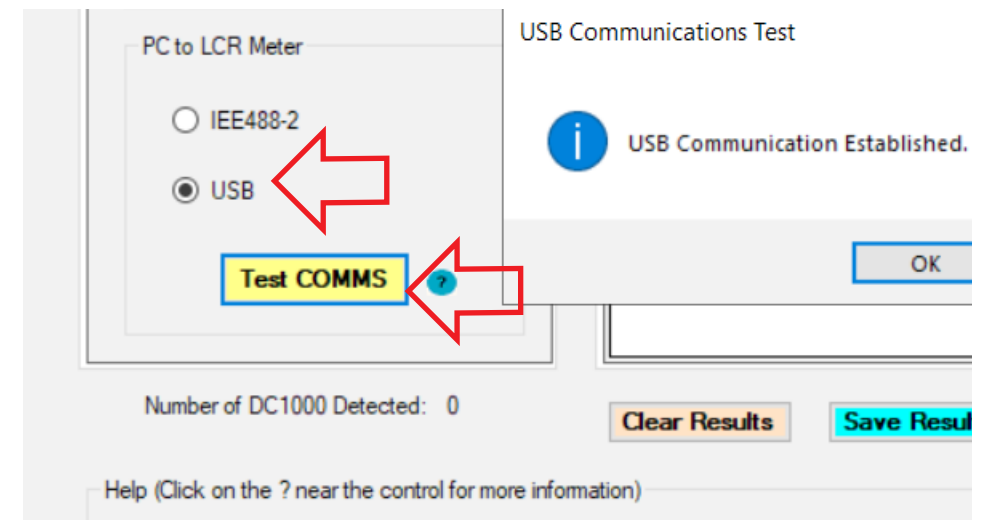 PC to LCR Meter
IEE488-2
USB
Test COMMS
?
USB Communications Test
i
USB Communication Established.
OK
Number of DC1000 Detected: 0
Clear Results
Save Resul
Help (Click on the ? near the control for more information)